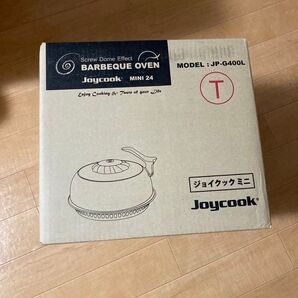 Screw Dome Effect
BARBEQUE OVEN
Joycook MINI 24
MODEL : JP-G400L
Enjoy Cooking & Taste of your Life
T
ジョイクック ミニ
Joycook